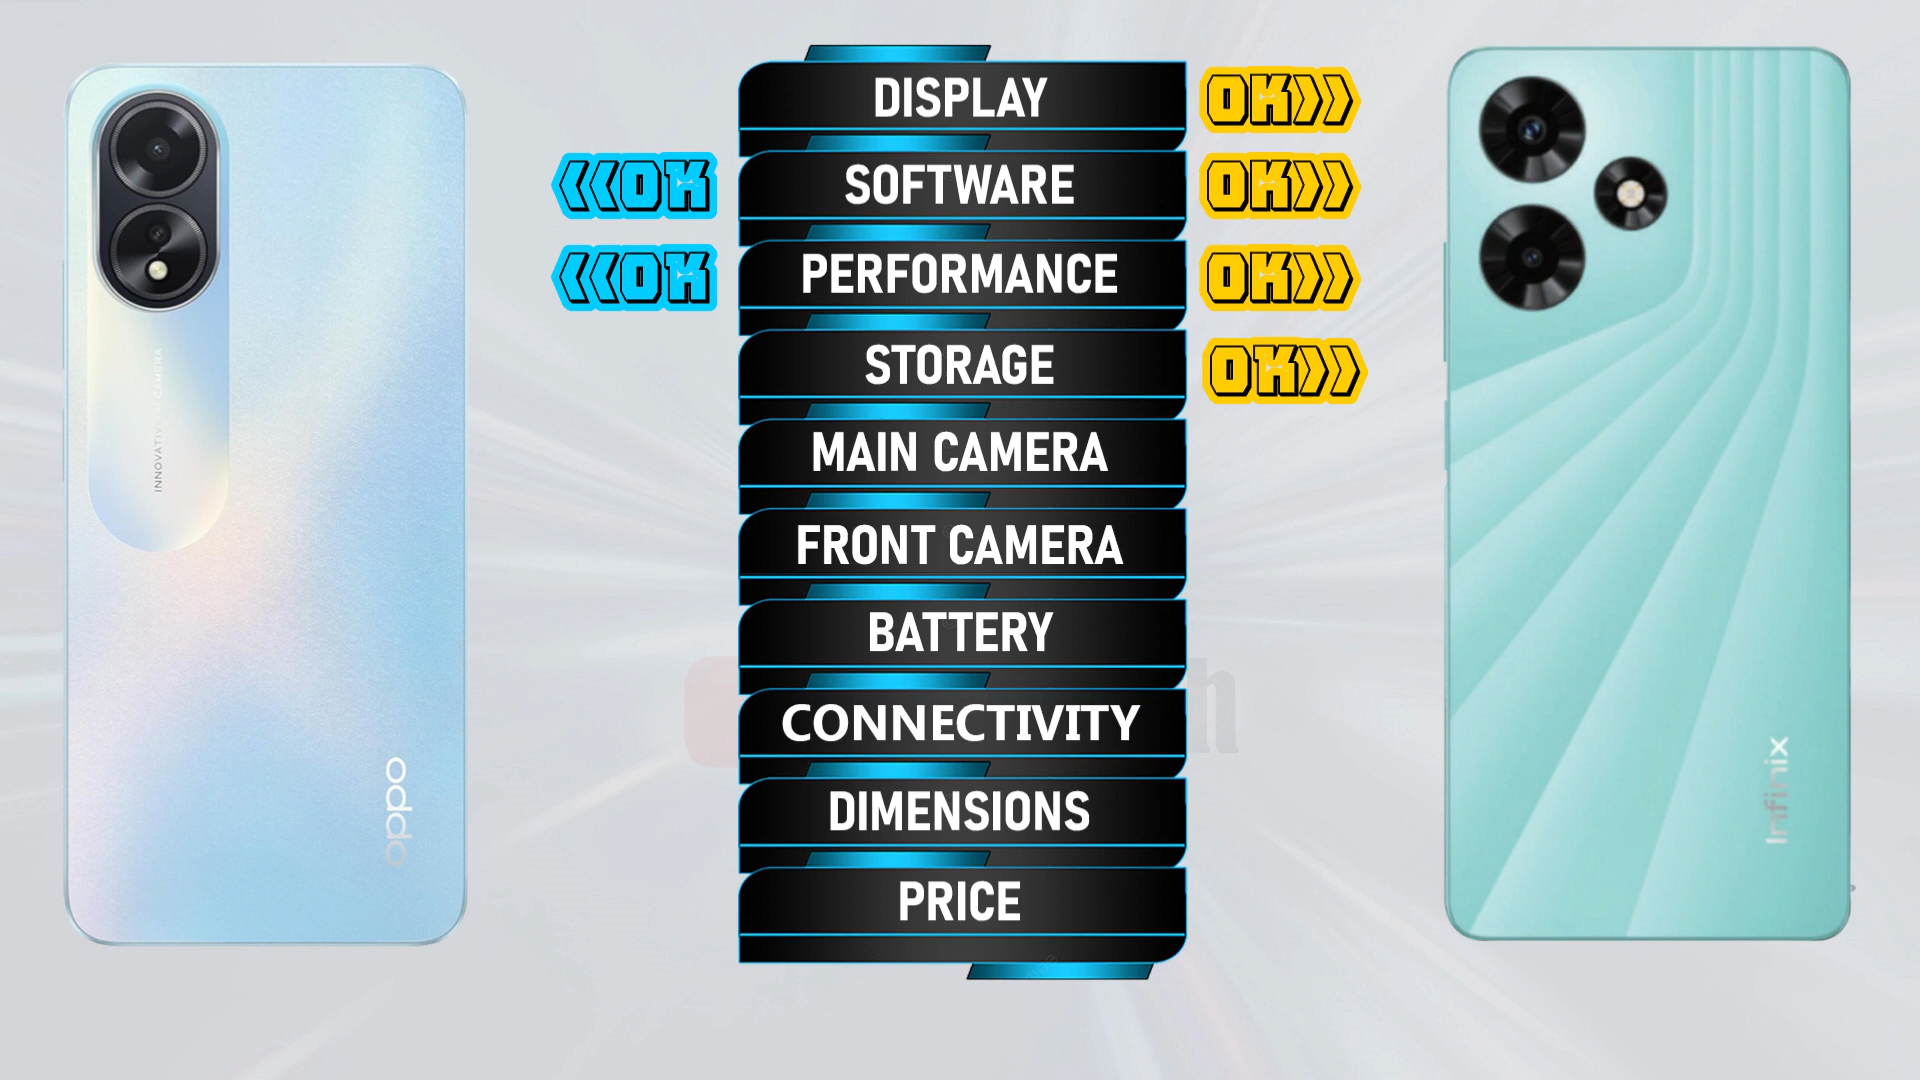 DISPLAY OK
OK SOFTWARE OK
OK PERFORMANCE OK
STORAGE OK
MAIN CAMERA
FRONT CAMERA
BATTERY
CONNECTIVITY
DIMENSIONS
PRICE
CAMERA
oppo
Infinix